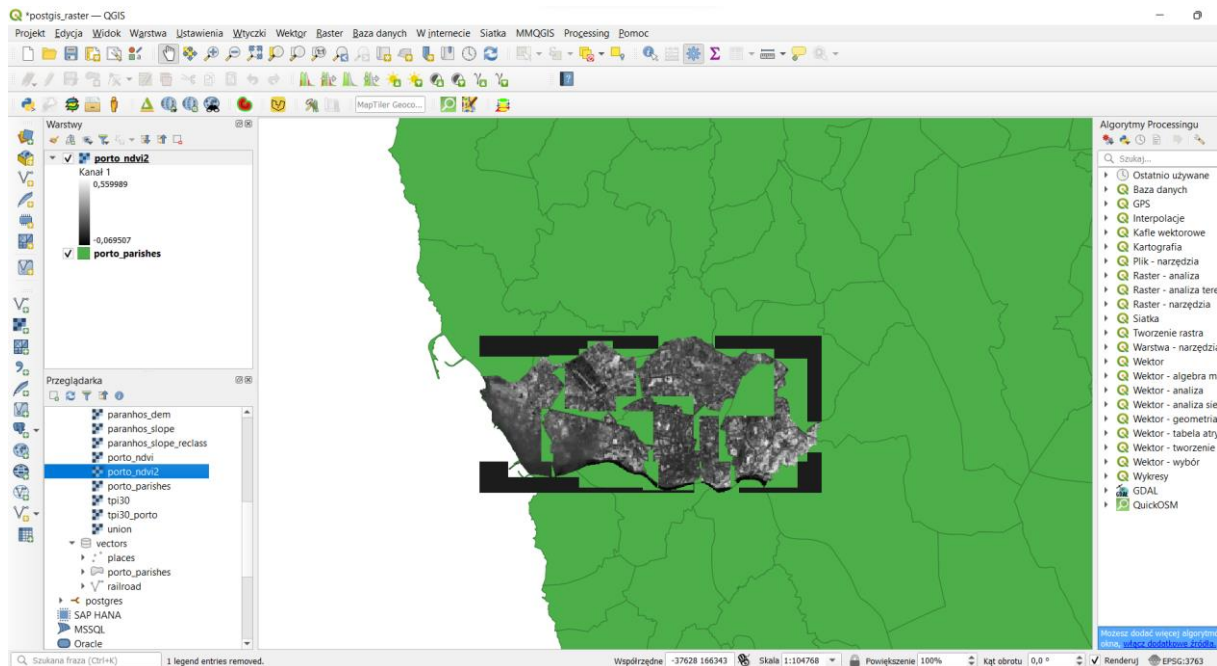 *postgis_raster — QGIS
Projekt Edycja Widok Warstwa Ustawienia Wtyczki Wektor Raster Baza danych W internecie Siatka MMQGIS Processing Pomoc
MapTiler Geoco...
Warstwy
porto_ndvi2
Kanał 1
0,559989
-0,069507
porto_parishes
Przeglądarka
paranhos_dem
paranhos_slope
paranhos_slope_reclass
porto_ndvi
porto_ndvi2
porto_parishes
tpi30
tpi30_porto
union
vectors
places
porto_parishes
railroad
postgres
SAP HANA
MSSQL
Oracle
Algorytmy Processingu
Szukaj...
Ostatnio używane
Baza danych
GPS
Interpolacje
Kafle wektorowe
Kartografia
Plik - narzędzia
Raster - analiza
Raster - analiza tere
Raster - narzędzia
Siatka
Tworzenie rastra
Warstwa - narzędzia
Wektor
Wektor - algebra m
Wektor - analiza
Wektor - analiza sie
Wektor - geometria
Wektor - tabela atry
Wektor - tworzenie
Wektor - wybór
Wykresy
GDAL
QuickOSM
Możesz dodać więcej algorytmó
okna, włącz dodatkowe źródła.
Szukana fraza (Ctrl+K) 1 legend entries removed. Współrzędne -37628 166343 Skala 1:104768 Powiększenie 100% Kąt obrotu 0,0 ° Renderuj EPSG:3763